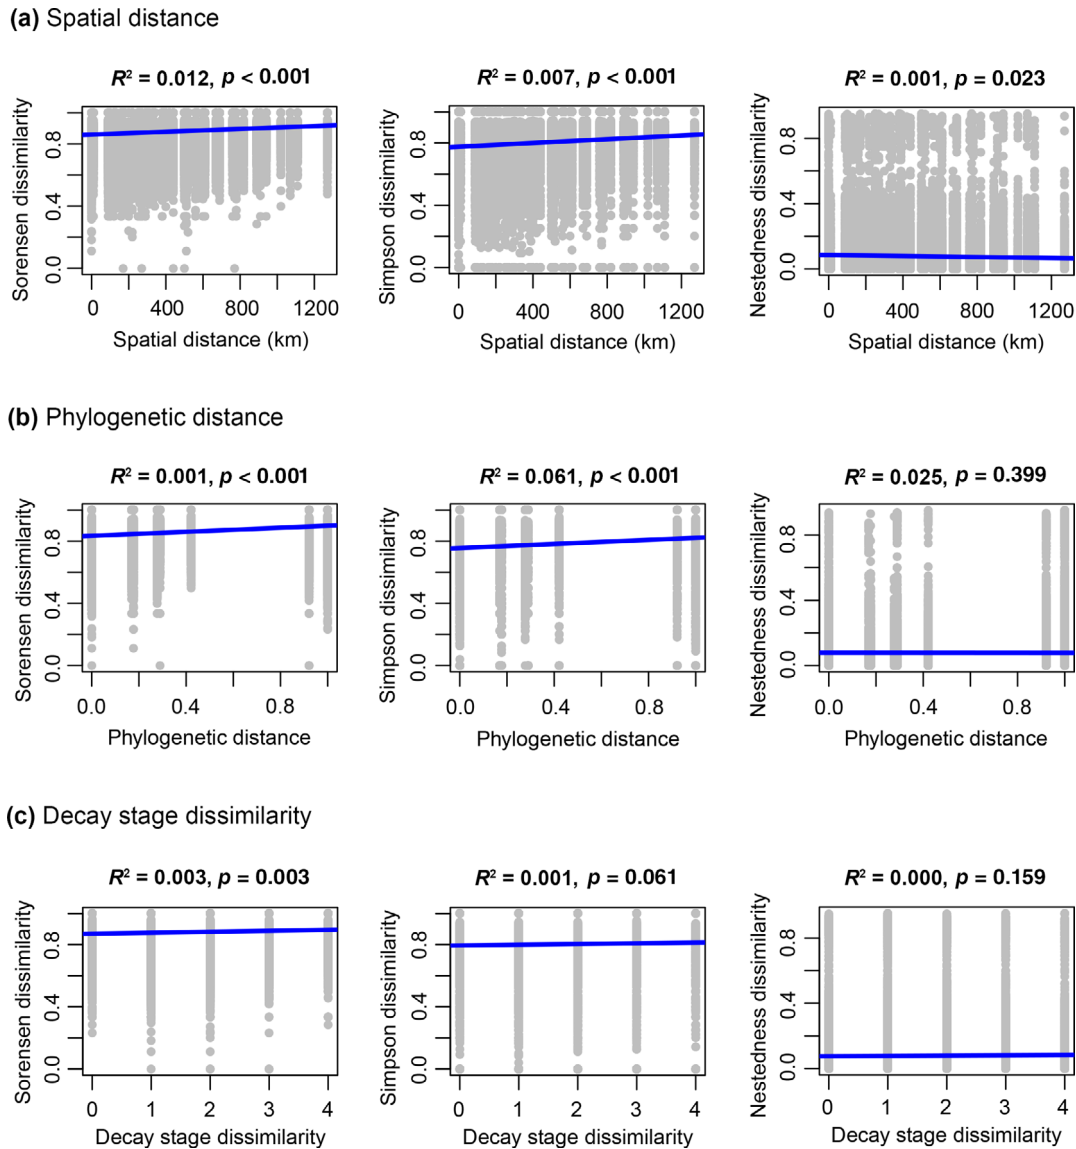 (a) Spatial distance
R² = 0.012, p < 0.001
Sorensen dissimilarity
0.0 0.4 0.8
0 400 800 1200
Spatial distance (km)
R² = 0.007, p < 0.001
Simpson dissimilarity
0.0 0.4 0.8
0 400 800 1200
Spatial distance (km)
R² = 0.001, p = 0.023
Nestedness dissimilarity
0.0 0.4 0.8
0 400 800 1200
Spatial distance (km)
(b) Phylogenetic distance
R² = 0.001, p < 0.001
Sorensen dissimilarity
0.0 0.4 0.8
0.0 0.4 0.8
Phylogenetic distance
R² = 0.061, p < 0.001
Simpson dissimilarity
0.0 0.4 0.8
0.0 0.4 0.8
Phylogenetic distance
R² = 0.025, p = 0.399
Nestedness dissimilarity
0.0 0.4 0.8
0.0 0.4 0.8
Phylogenetic distance
(c) Decay stage dissimilarity
R² = 0.003, p = 0.003
Sorensen dissimilarity
0.0 0.4 0.8
0 1 2 3 4
Decay stage dissimilarity
R² = 0.001, p = 0.061
Simpson dissimilarity
0.0 0.4 0.8
0 1 2 3 4
Decay stage dissimilarity
R² = 0.000, p = 0.159
Nestedness dissimilarity
0.0 0.4 0.8
0 1 2 3 4
Decay stage dissimilarity